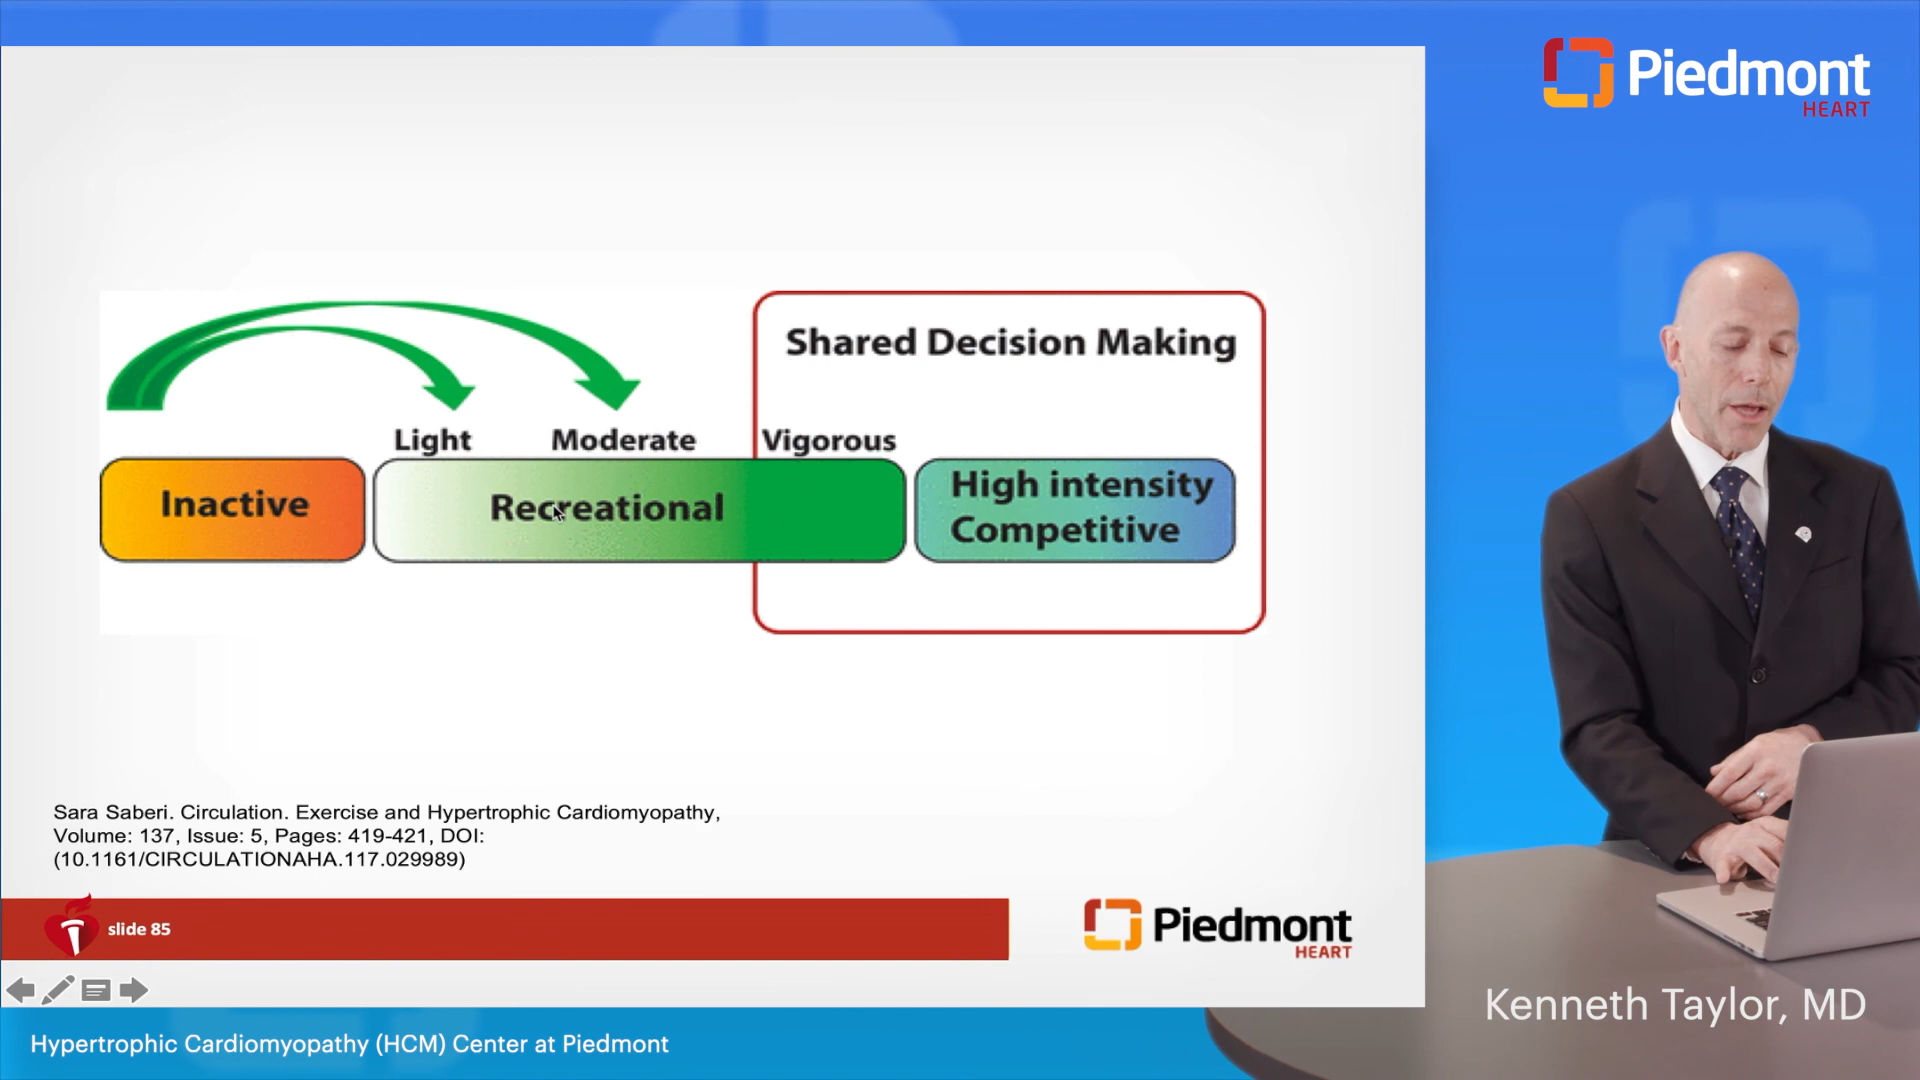 Piedmont
HEART
Shared Decision Making
Light
Moderate
Vigorous
Inactive
Recreational
High intensity
Competitive
Sara Saberi. Circulation. Exercise and Hypertrophic Cardiomyopathy,
Volume: 137, Issue: 5, Pages: 419-421, DOI:
(10.1161/CIRCULATIONAHA.117.029989)
slide 85
Piedmont
HEART
Kenneth Taylor, MD
Hypertrophic Cardiomyopathy (HCM) Center at Piedmont